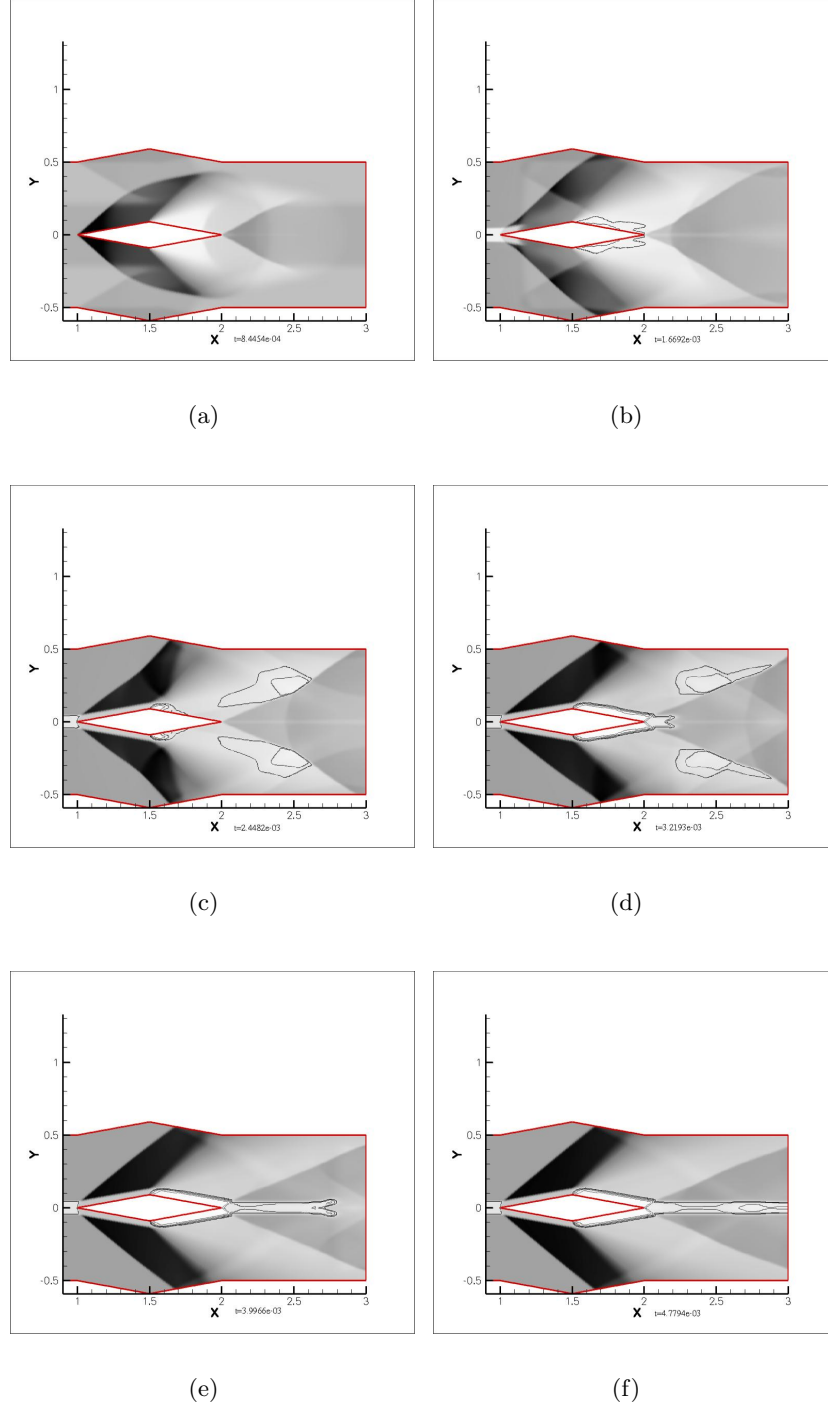 1
0.5
Y
0
-0.5
1
1.5
2
2.5
3
X
t=8.4454e-04
(a)
1
0.5
Y
0
-0.5
1
1.5
2
2.5
3
X
t=1.6692e-03
(b)
1
0.5
Y
0
-0.5
1
1.5
2
2.5
3
X
t=2.4482e-03
(c)
1
0.5
Y
0
-0.5
1
1.5
2
2.5
3
X
t=3.2193e-03
(d)
1
0.5
Y
0
-0.5
1
1.5
2
2.5
3
X
t=3.9966e-03
(e)
1
0.5
Y
0
-0.5
1
1.5
2
2.5
3
X
t=4.7794e-03
(f)